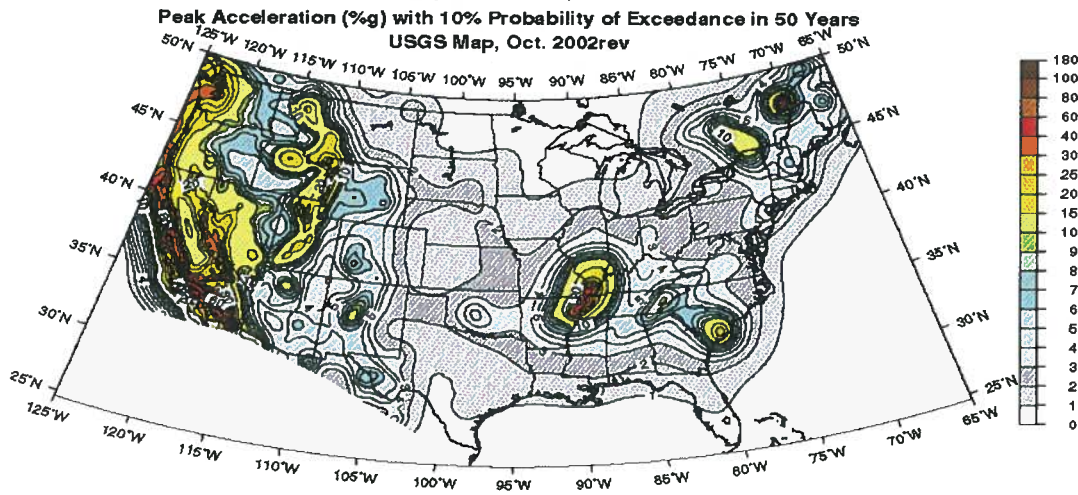 Peak Acceleration (%g) with 10% Probability of Exceedance in 50 Years
USGS Map, Oct. 2002rev
125°W 120°W 115°W 110°W 105°W 100°W 95°W 90°W 85°W 80°W 75°W 70°W 65°W
50°N 50°N
45°N 45°N
40°N 40°N
35°N 35°N
30°N 30°N
25°N 25°N
125°W 120°W 115°W 110°W 105°W 100°W 95°W 90°W 85°W 80°W 75°W 70°W 65°W
10
180
100
80
60
40
30
25
20
15
10
9
8
7
6
5
4
3
2
1
0